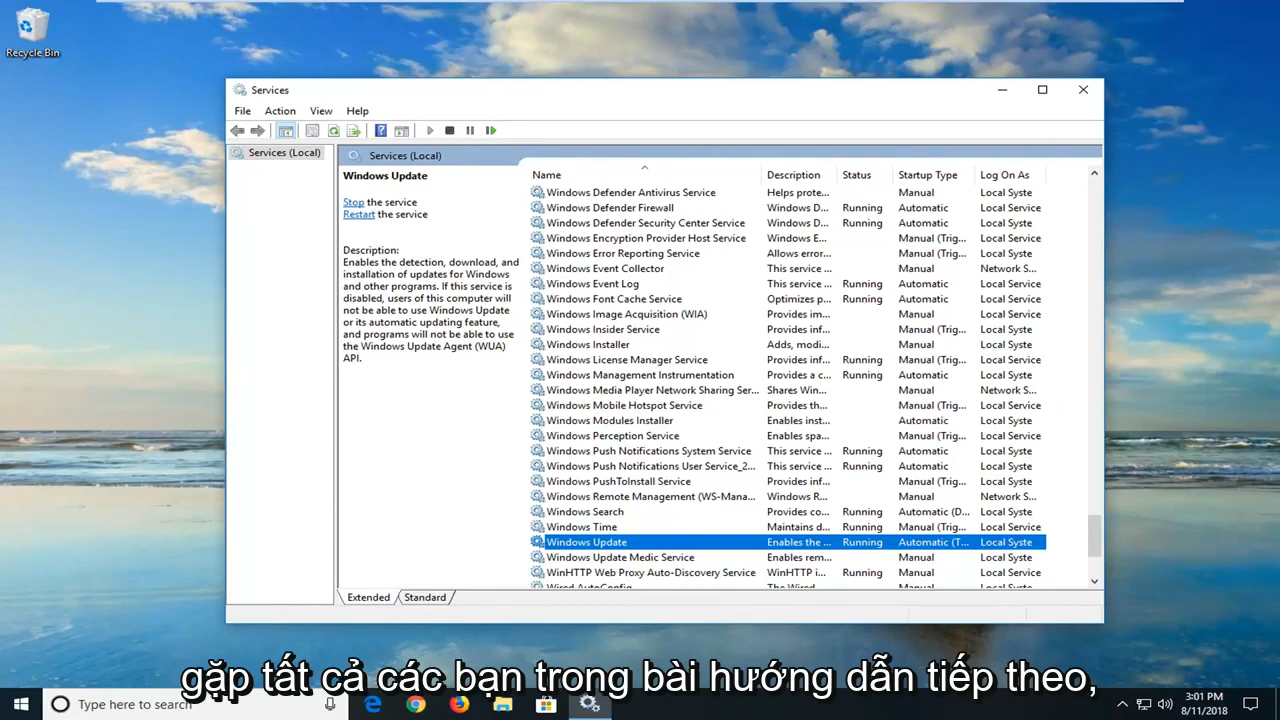 Recycle Bin
Services
File Action View Help
Services (Local)
Services (Local)
Windows Update
Stop the service
Restart the service
Description:
Enables the detection, download, and
installation of updates for Windows
and other programs. If this service is
disabled, users of this computer will
not be able to use Windows Update
or its automatic updating feature,
and programs will not be able to use
the Windows Update Agent (WUA)
API.
Name Description Status Startup Type Log On As
Windows Defender Antivirus Service Helps prote... Manual Local Syste
Windows Defender Firewall Windows D... Running Automatic Local Service
Windows Defender Security Center Service Windows D... Running Automatic Local Syste
Windows Encryption Provider Host Service Windows E... Manual (Trig... Local Service
Windows Error Reporting Service Allows error... Manual (Trig... Local Syste
Windows Event Collector This service ... Manual Network S...
Windows Event Log This service ... Running Automatic Local Service
Windows Font Cache Service Optimizes p... Running Automatic Local Service
Windows Image Acquisition (WIA) Provides im... Manual Local Service
Windows Insider Service Provides inf... Manual (Trig... Local Syste
Windows Installer Adds, modi... Manual Local Syste
Windows License Manager Service Provides inf... Running Manual (Trig... Local Service
Windows Management Instrumentation Provides a c... Running Automatic Local Syste
Windows Media Player Network Sharing Ser... Shares Win... Manual Network S...
Windows Mobile Hotspot Service Provides th... Manual (Trig... Local Service
Windows Modules Installer Enables inst... Automatic Local Syste
Windows Perception Service Enables spa... Manual (Trig... Local Service
Windows Push Notifications System Service This service ... Running Automatic Local Syste
Windows Push Notifications User Service_2... This service ... Running Automatic Local Syste
Windows PushToInstall Service Provides inf... Manual (Trig... Local Syste
Windows Remote Management (WS-Mana... Windows R... Manual Network S...
Windows Search Provides co... Running Automatic (D... Local Syste
Windows Time Maintains d... Running Manual (Trig... Local Service
Windows Update Enables the ... Running Automatic (T... Local Syste
Windows Update Medic Service Enables rem... Manual Local Syste
WinHTTP Web Proxy Auto-Discovery Service WinHTTP i... Running Manual Local Service
Wired AutoConfig The Wired Manual Local Syste
Extended Standard
gặp tất cả các bạn trong bài hướng dẫn tiếp theo,
Type here to search
3:01 PM
8/11/2018